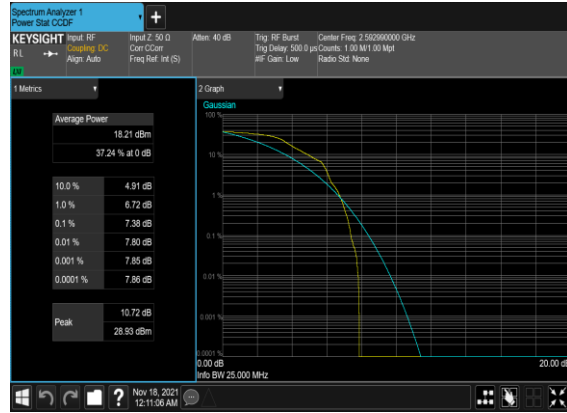 Spectrum Analyzer 1
Power Stat CCDF
KEYSIGHT
Input: RF
Input Z: 50 Ω
Atten: 40 dB
Trig: RF Burst
Center Freq: 2.592990000 GHz
RL
Coupling: DC
Corr CCorr
Trig Delay: 500.0 µs
Counts: 1.00 M/1.00 Mpt
Align: Auto
Freq Ref: Int (S)
#IF Gain: Low
Radio Std: None
1 Metrics
2 Graph
Gaussian
Average Power
18.21 dBm
37.24 % at 0 dB
10.0 % 4.91 dB
1.0 % 6.72 dB
0.1 % 7.38 dB
0.01 % 7.80 dB
0.001 % 7.85 dB
0.0001 % 7.86 dB
Peak
10.72 dB
28.93 dBm
100 %
10 %
1 %
0.1 %
0.01 %
0.001 %
0.0001 %
0.00 dB
20.00 dB
Info BW 25.000 MHz
?
Nov 18, 2021
12:11:06 AM